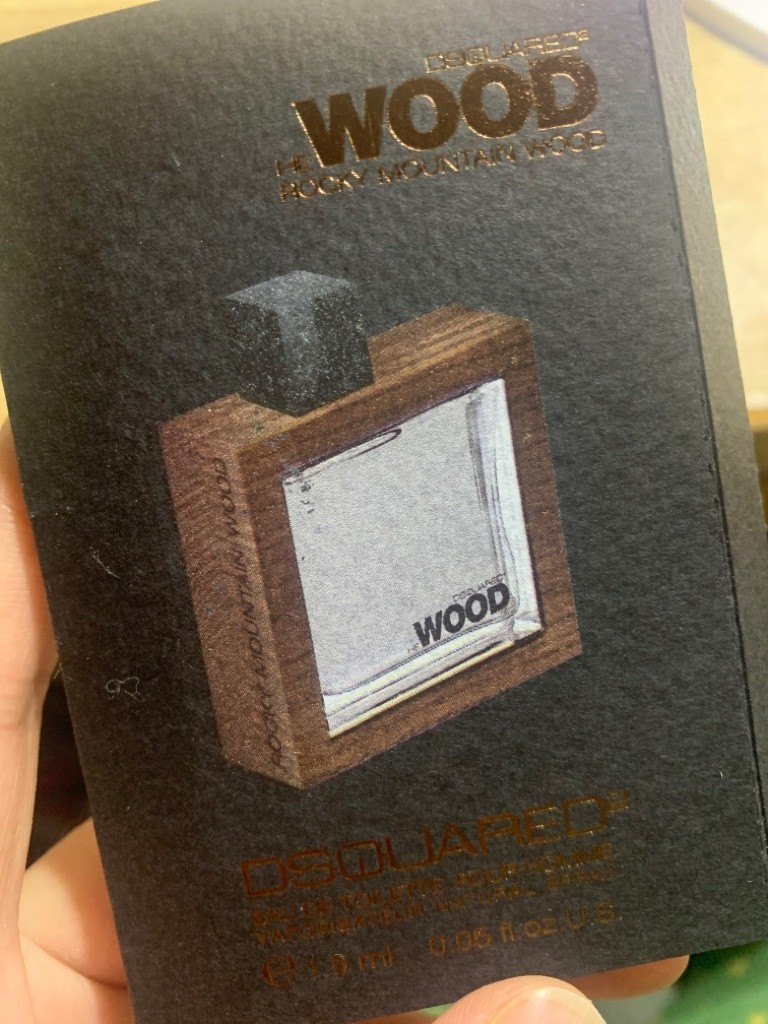 DSQUARED²
HE WOOD
ROCKY MOUNTAIN WOOD
ROCKY MOUNTAIN WOOD
DSQUARED²
HE WOOD
DSQUARED²
EAU DE TOILETTE POUR HOMME
VAPORISATEUR NATURAL SPRAY
℮ 1.5 ml 0.05 fl.oz.U.S.